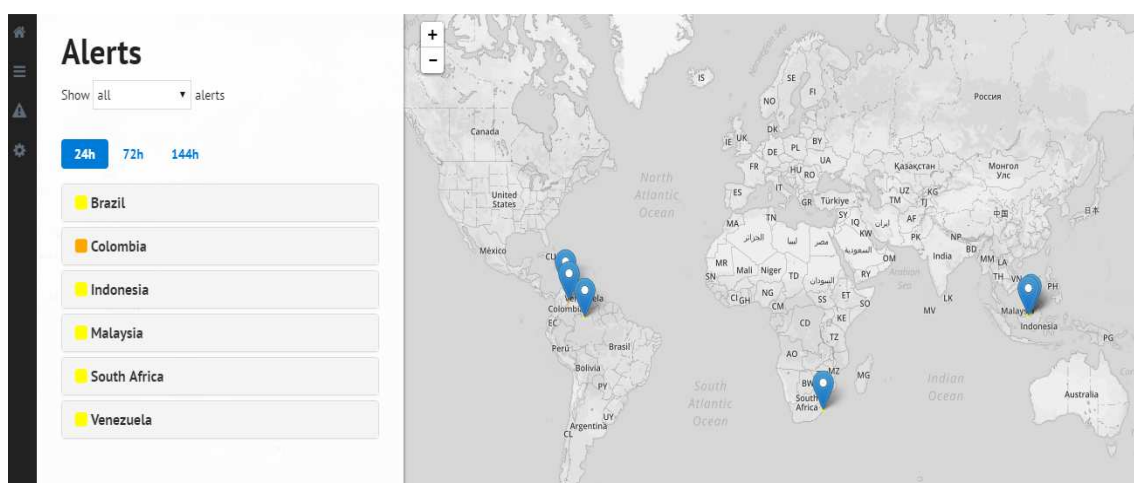 Alerts
Show all alerts
24h 72h 144h
Brazil
Colombia
Indonesia
Malaysia
South Africa
Venezuela
+
-
IS
SE
FI
NO
Россия
Canada
DK
IE UK
BY
PL
DE
UA
FR
HU
RO
Қазақстан
Монгол
Улс
North
Atlantic
Ocean
United
States
ES
IT
GR
Türkiye
UZ
KG
TM
TJ
中国
日本
MA
TN
SY
IQ
ایران
AF
KW
PK
NP
México
CU
الجزائر
ليبيا
مصر
السعودية
OM
India
BD
MM
LA
MR
Mali
Niger
TD
السودان
RY
Arabian
Sea
TH
VN
PH
SN
CI
GH
NG
CM
SS
ET
SO
LK
MV
Colombia
EC
CD
KE
TZ
Malays
Indonesia
PG
Perú
Brasil
AO
Bolivia
PY
BW
MZ
MG
South
Atlantic
Ocean
South
Africa
Indian
Ocean
Australia
UY
Argentina
CL